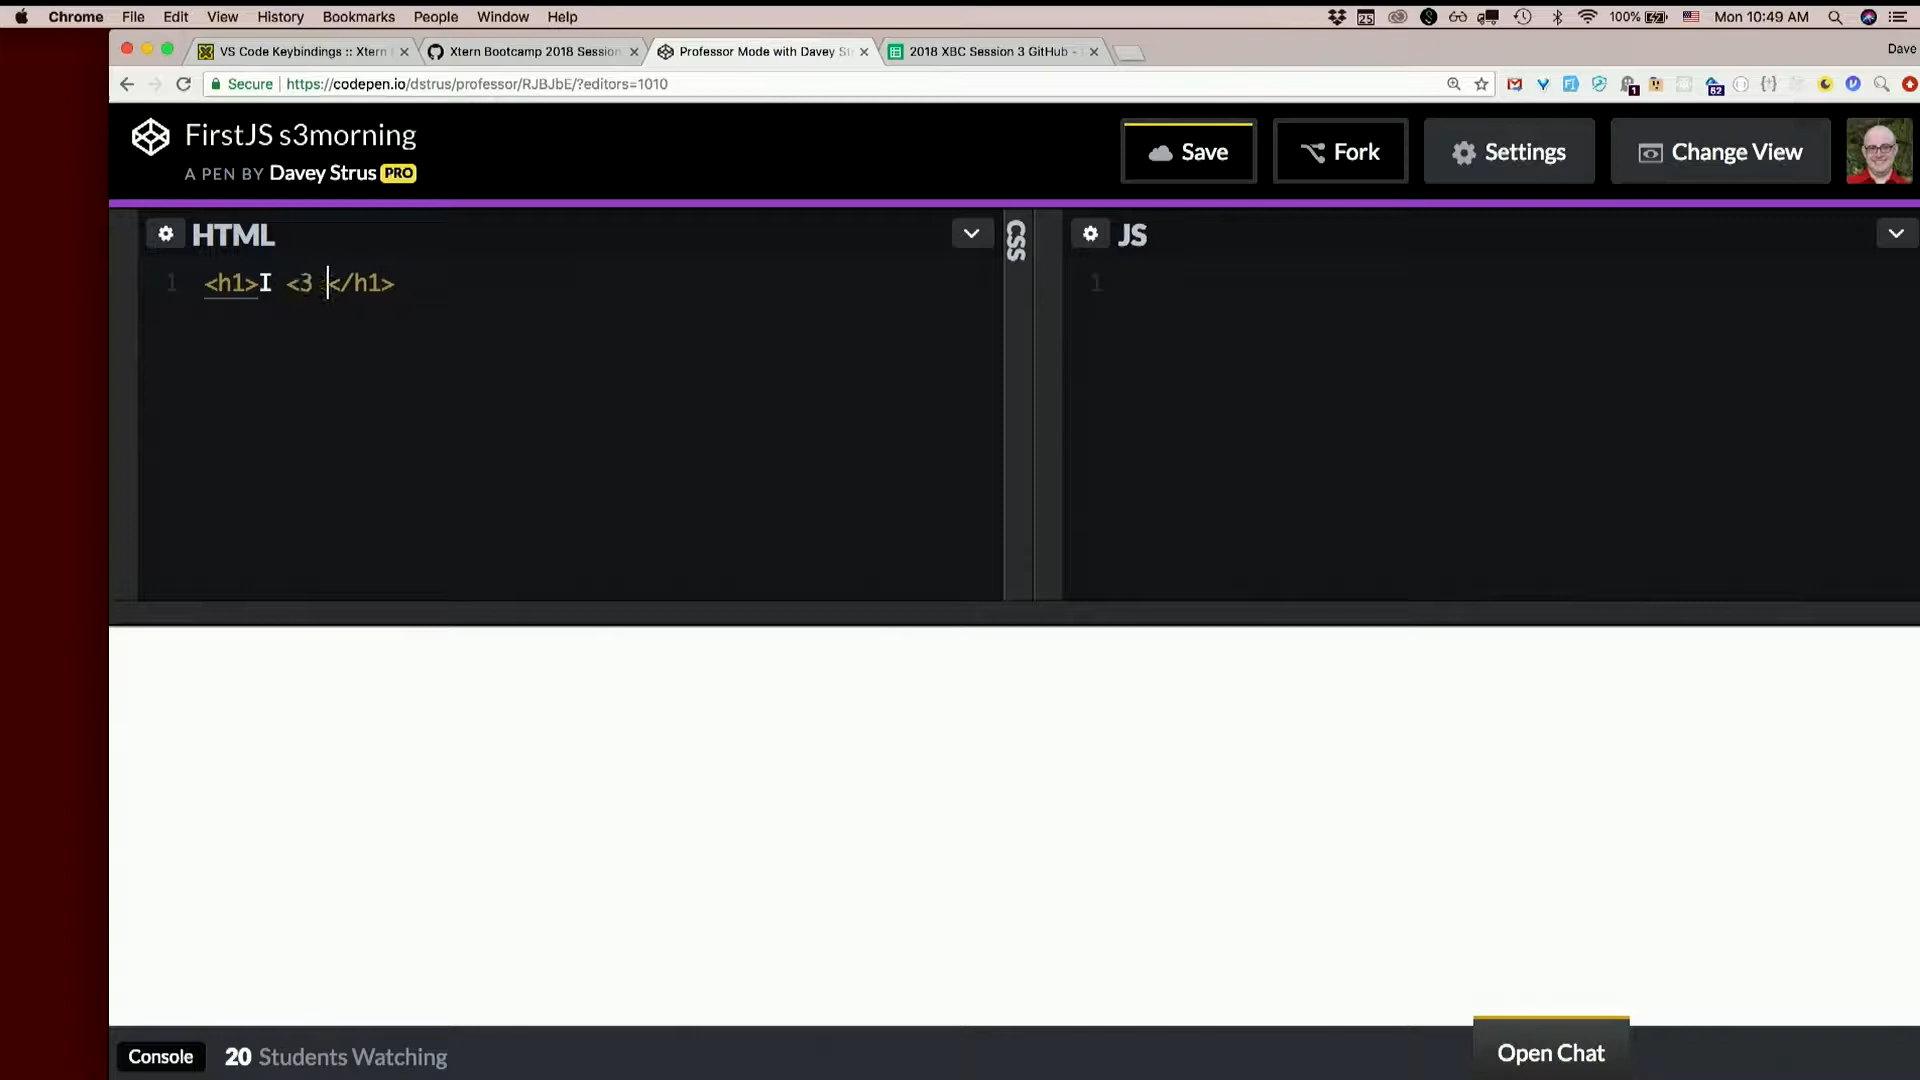 Chrome File Edit View History Bookmarks People Window Help
25 100% Mon 10:49 AM
VS Code Keybindings :: Xtern
Xtern Bootcamp 2018 Session
Professor Mode with Davey St
2018 XBC Session 3 GitHub -
Dave
Secure https://codepen.io/dstrus/professor/RJBJbE/?editors=1010
1 62
FirstJS s3morning
A PEN BY Davey Strus PRO
Save
Fork
Settings
Change View
HTML
CSS
JS
1 <h1>I <3 </h1>
1
Console
20 Students Watching
Open Chat